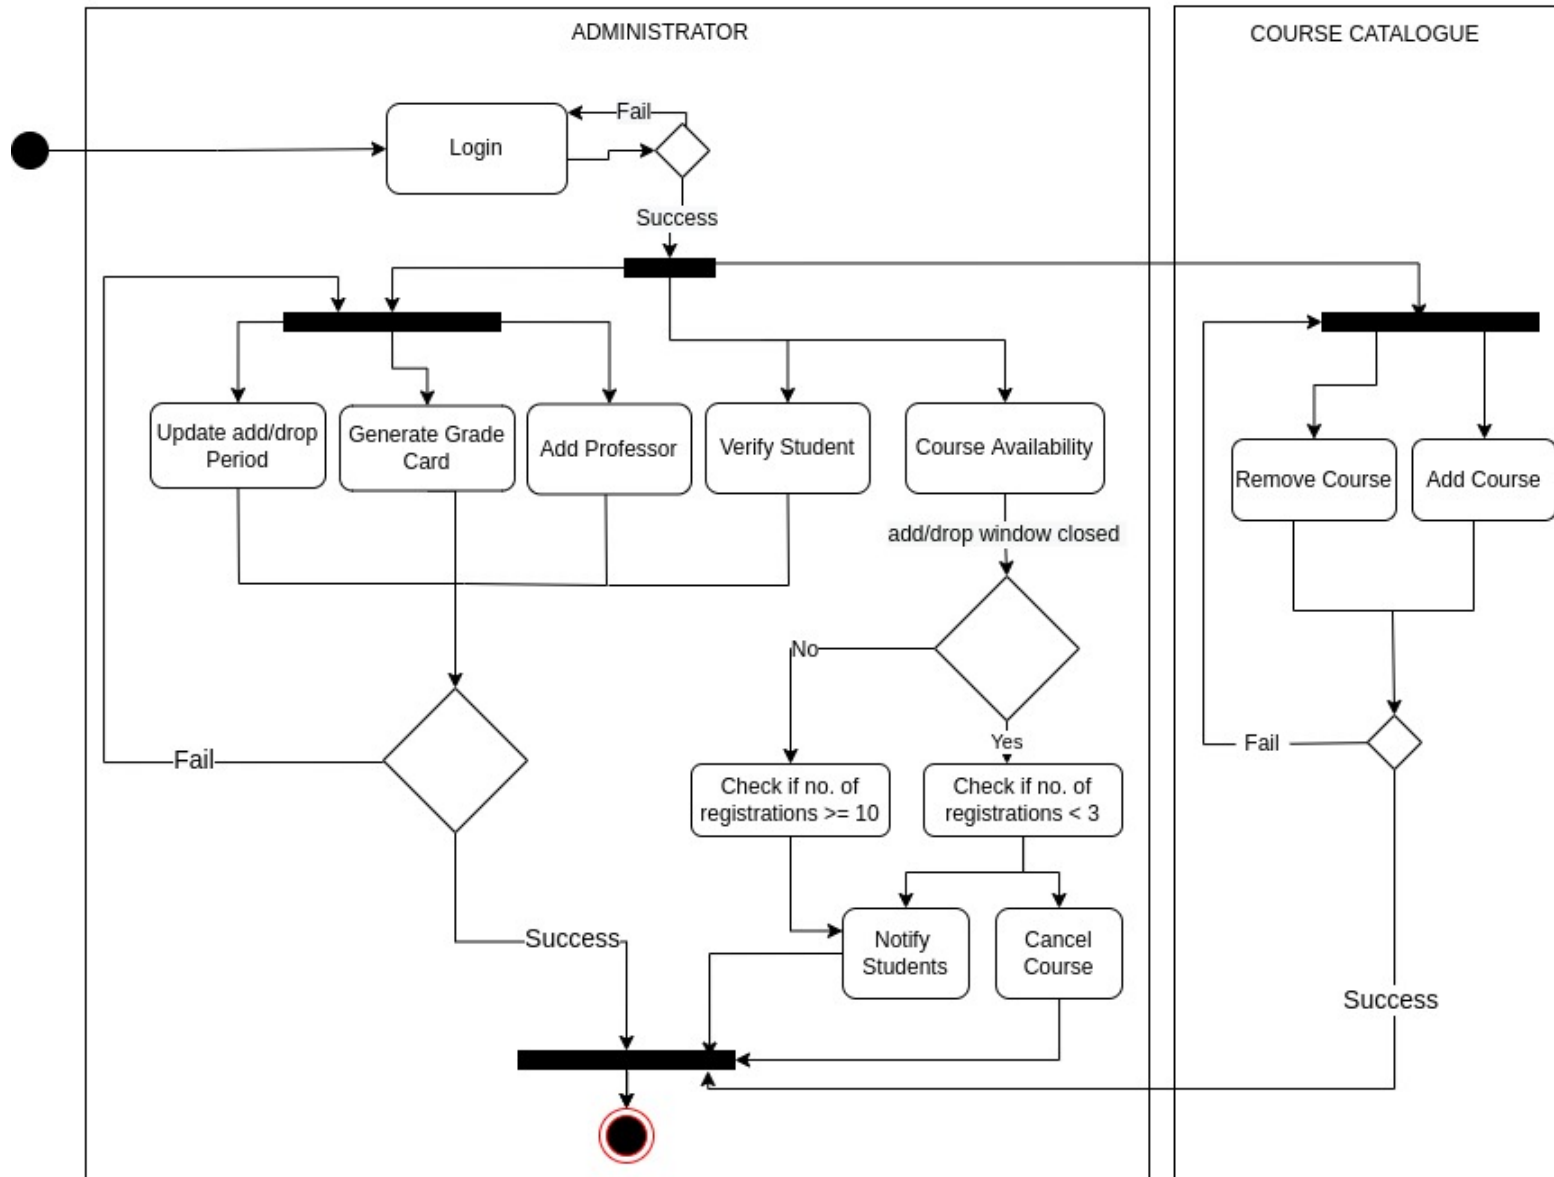 ADMINISTRATOR
COURSE CATALOGUE
Fail
Login
Success
Update add/drop
Period
Generate Grade
Card
Add Professor
Verify Student
Course Availability
Remove Course
Add Course
add/drop window closed
No
Yes
Fail
Fail
Check if no. of
registrations >= 10
Check if no. of
registrations < 3
Success
Notify
Students
Cancel
Course
Success